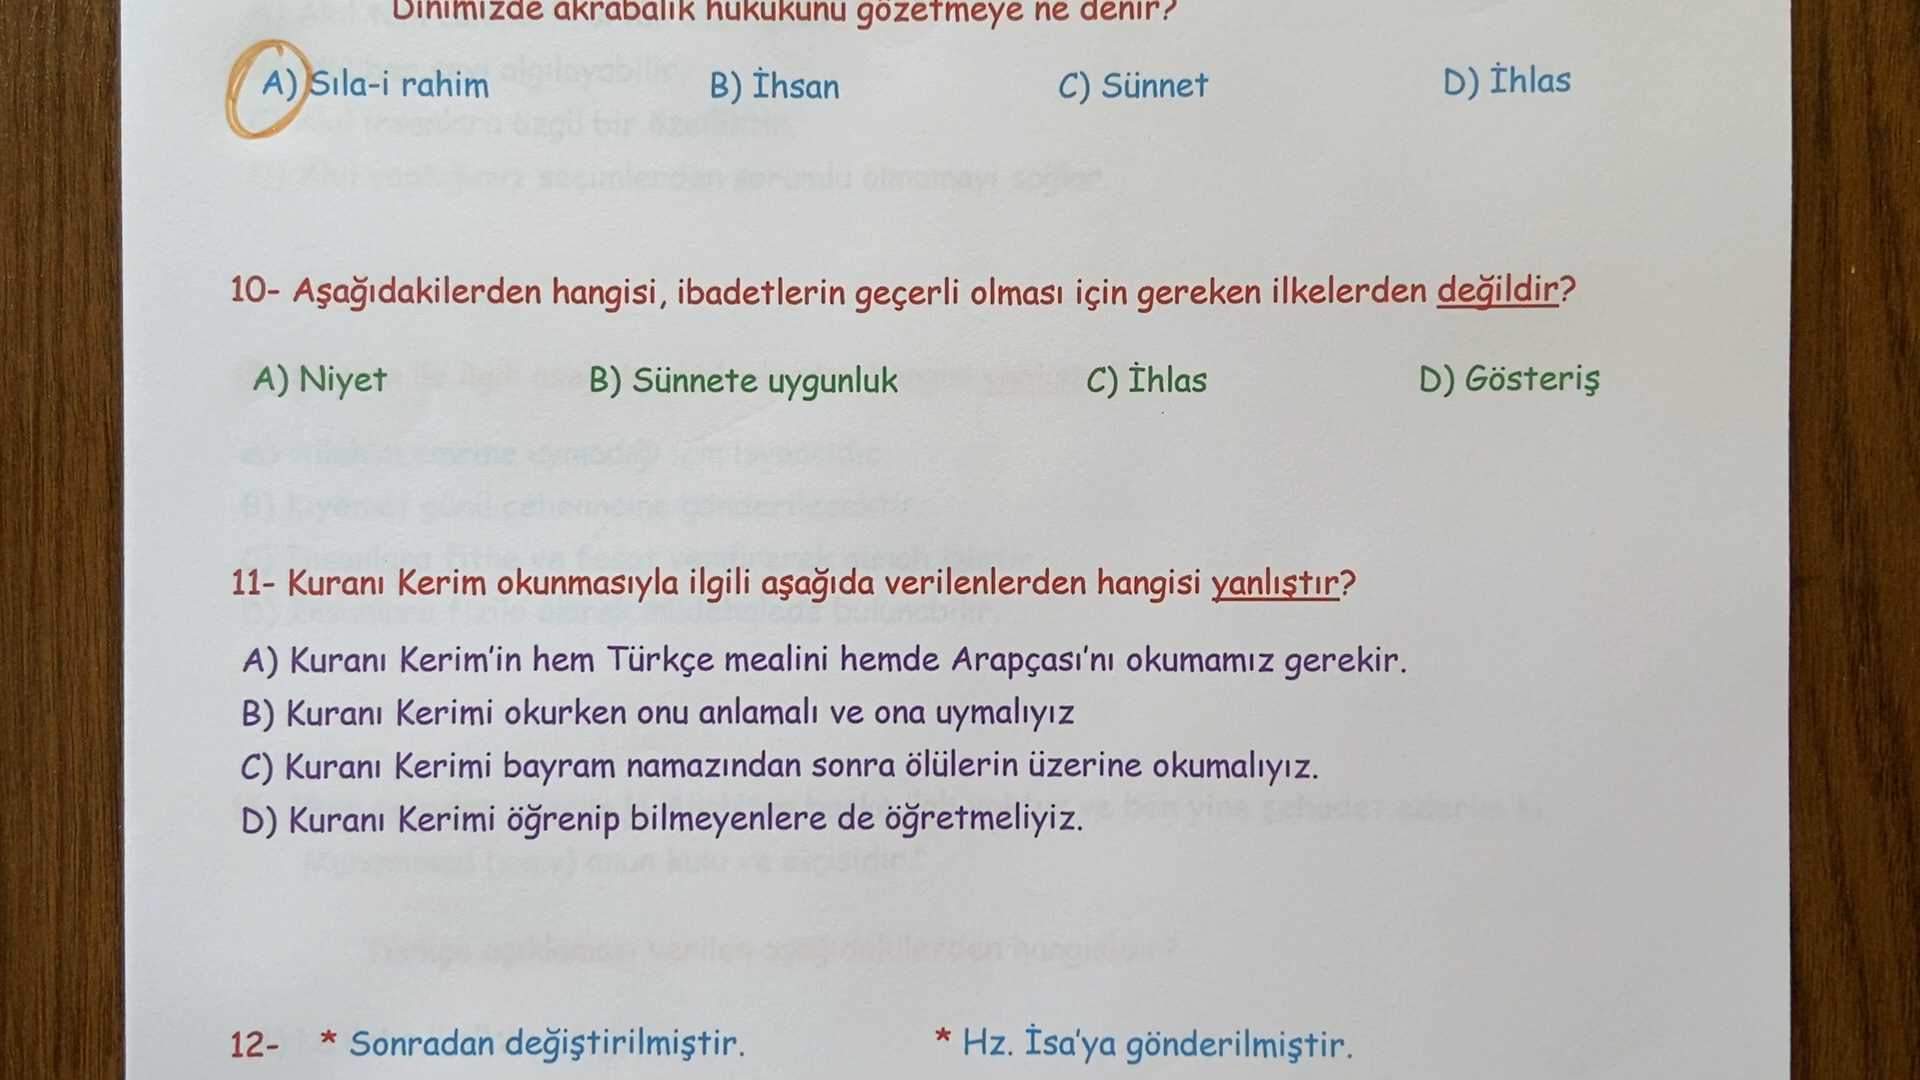 Dinimizde akrabalık hukukunu gözetmeye ne denir?
A) Sıla-i rahim B) İhsan C) Sünnet D) İhlas
10- Aşağıdakilerden hangisi, ibadetlerin geçerli olması için gereken ilkelerden değildir?
A) Niyet B) Sünnete uygunluk C) İhlas D) Gösteriş
11- Kuranı Kerim okunmasıyla ilgili aşağıda verilenlerden hangisi yanlıştır?
A) Kuranı Kerim'in hem Türkçe mealini hemde Arapçası'nı okumamız gerekir.
B) Kuranı Kerimi okurken onu anlamalı ve ona uymalıyız
C) Kuranı Kerimi bayram namazından sonra ölülerin üzerine okumalıyız.
D) Kuranı Kerimi öğrenip bilmeyenlere de öğretmeliyiz.
12- * Sonradan değiştirilmiştir. * Hz. İsa'ya gönderilmiştir.